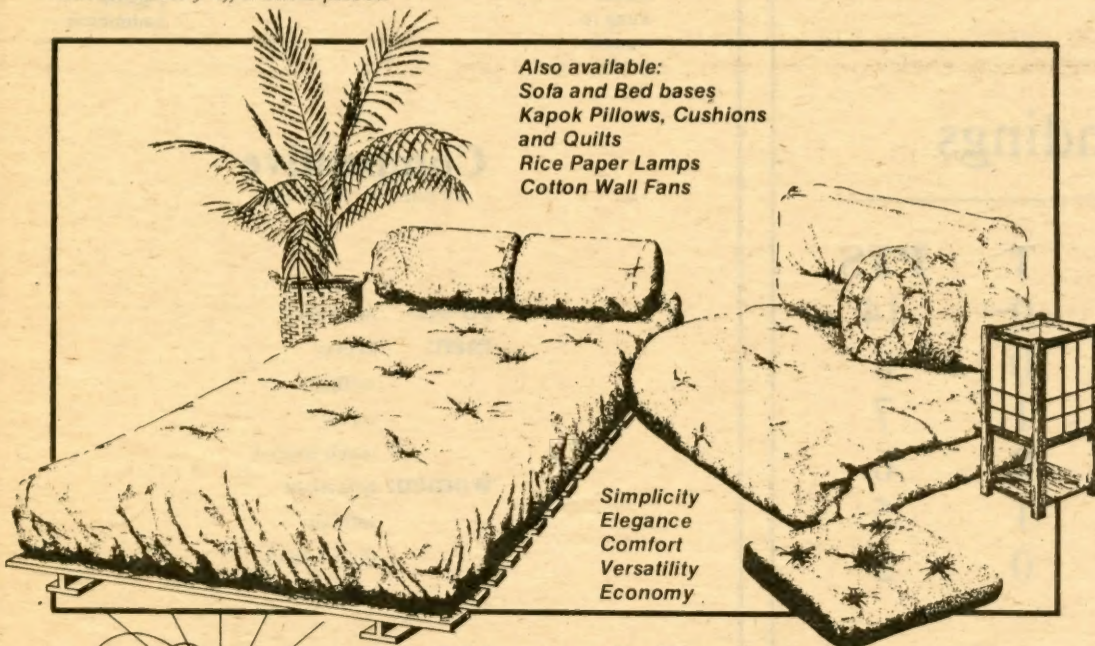 Also available:
Sofa and Bed bases
Kapok Pillows, Cushions
and Quilts
Rice Paper Lamps
Cotton Wall Fans
Simplicity
Elegance
Comfort
Versatility
Economy
ndings